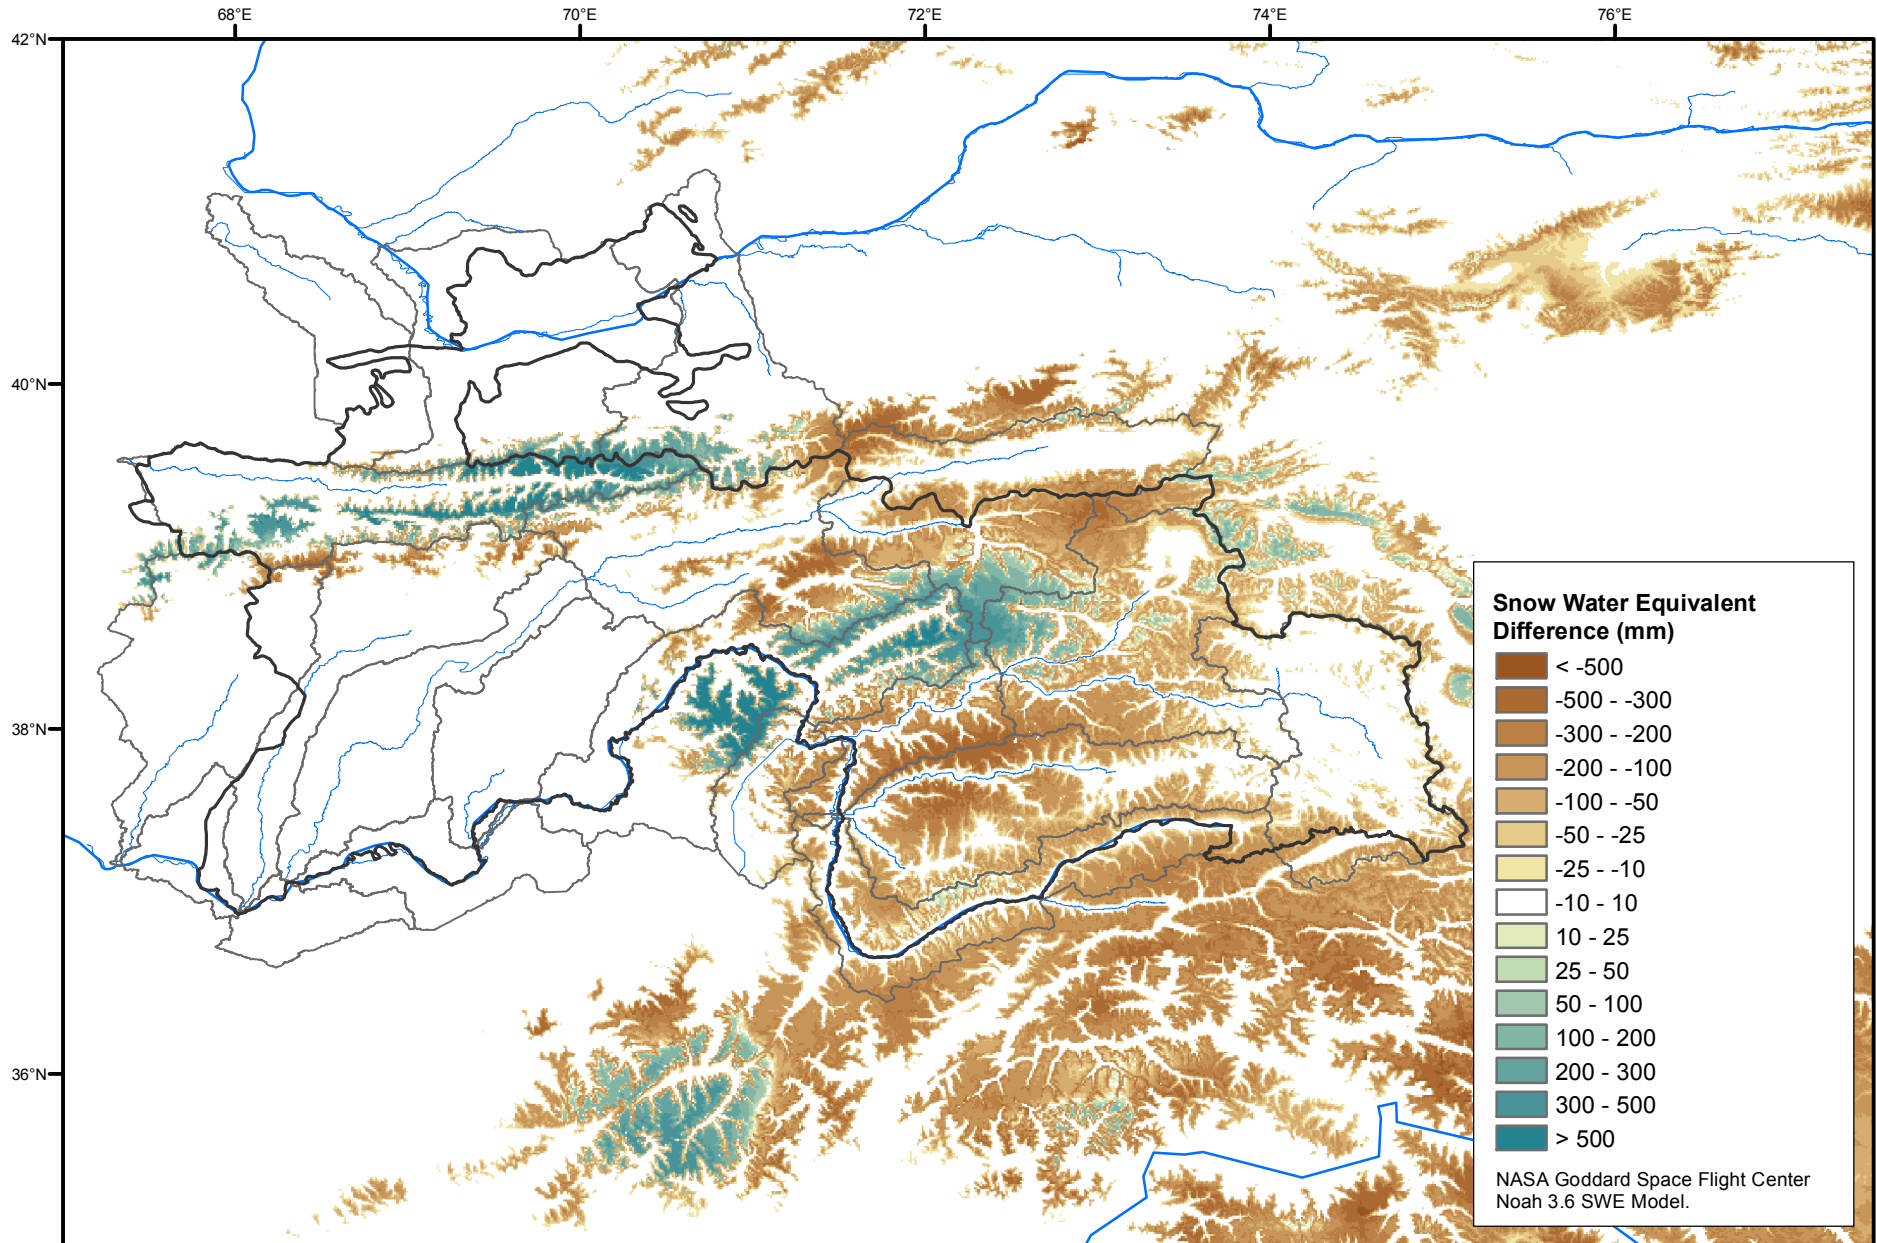 68°E 70°E 72°E 74°E 76°E
42°N
40°N
38°N
36°N
Snow Water Equivalent
Difference (mm)
< -500
-500 - -300
-300 - -200
-200 - -100
-100 - -50
-50 - -25
-25 - -10
-10 - 10
10 - 25
25 - 50
50 - 100
100 - 200
200 - 300
300 - 500
> 500
NASA Goddard Space Flight Center
Noah 3.6 SWE Model.